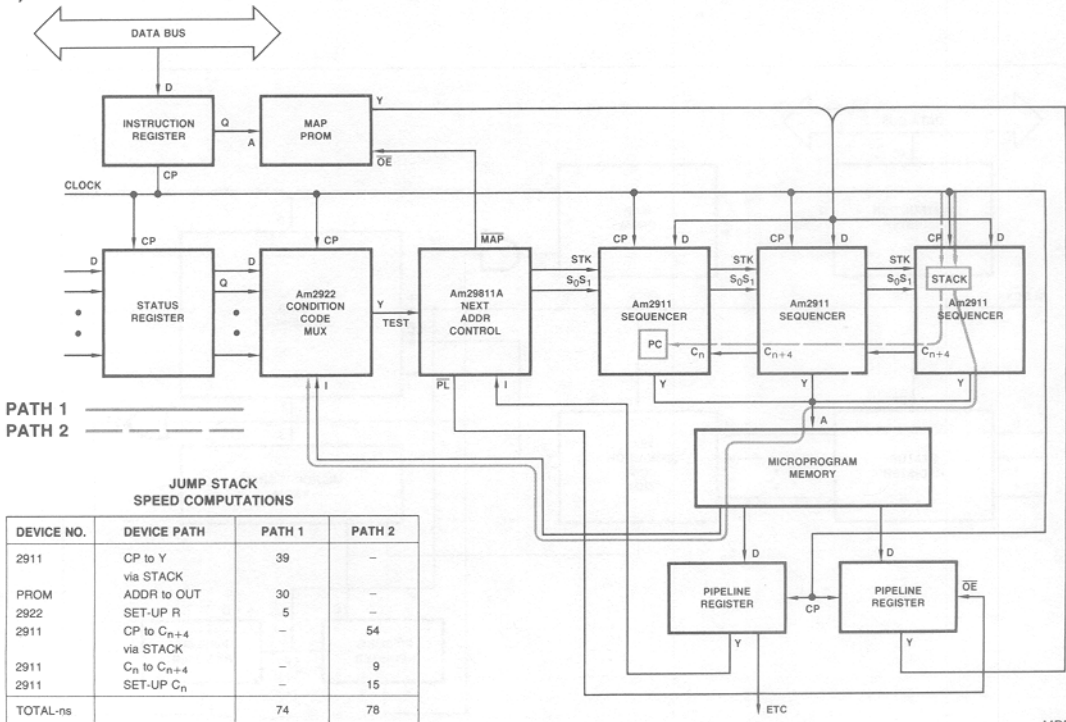 DATA BUS
D
INSTRUCTION
REGISTER
Q
A
MAP
PROM
Y
OE
CP
CLOCK
CP
CP
MAP
CP
D
CP
D
CP
D
D
STATUS
REGISTER
D
Q
Am2922
CONDITION
CODE
MUX
Y
TEST
Am29811A
NEXT
ADDR
CONTROL
STK
S0S1
Am2911
SEQUENCER
PC
Cn
STK
S0S1
Am2911
SEQUENCER
Cn+4
STK
S0S1
STACK
Am2911
SEQUENCER
Cn+4
I
PL
I
Y
Y
Y
A
MICROPROGRAM
MEMORY
D
D
PIPELINE
REGISTER
CP
PIPELINE
REGISTER
OE
Y
Y
ETC
PATH 1
PATH 2
JUMP STACK
SPEED COMPUTATIONS
DEVICE NO. DEVICE PATH PATH 1 PATH 2
2911 CP to Y 39 –
via STACK
PROM ADDR to OUT 30 –
2922 SET-UP R 5 –
2911 CP to Cn+4 – 54
via STACK
2911 Cn to Cn+4 – 9
2911 SET-UP Cn – 15
TOTAL-ns 74 78